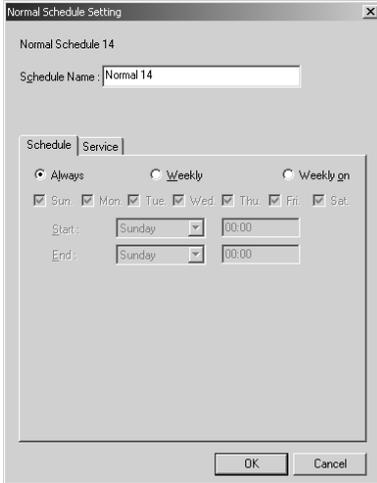 Normal Schedule Setting
Normal Schedule 14
Schedule Name : Normal 14
Schedule Service
Always Weekly Weekly on
Sun. Mon. Tue. Wed. Thu. Fri. Sat.
Start : Sunday 00:00
End : Sunday 00:00
OK Cancel